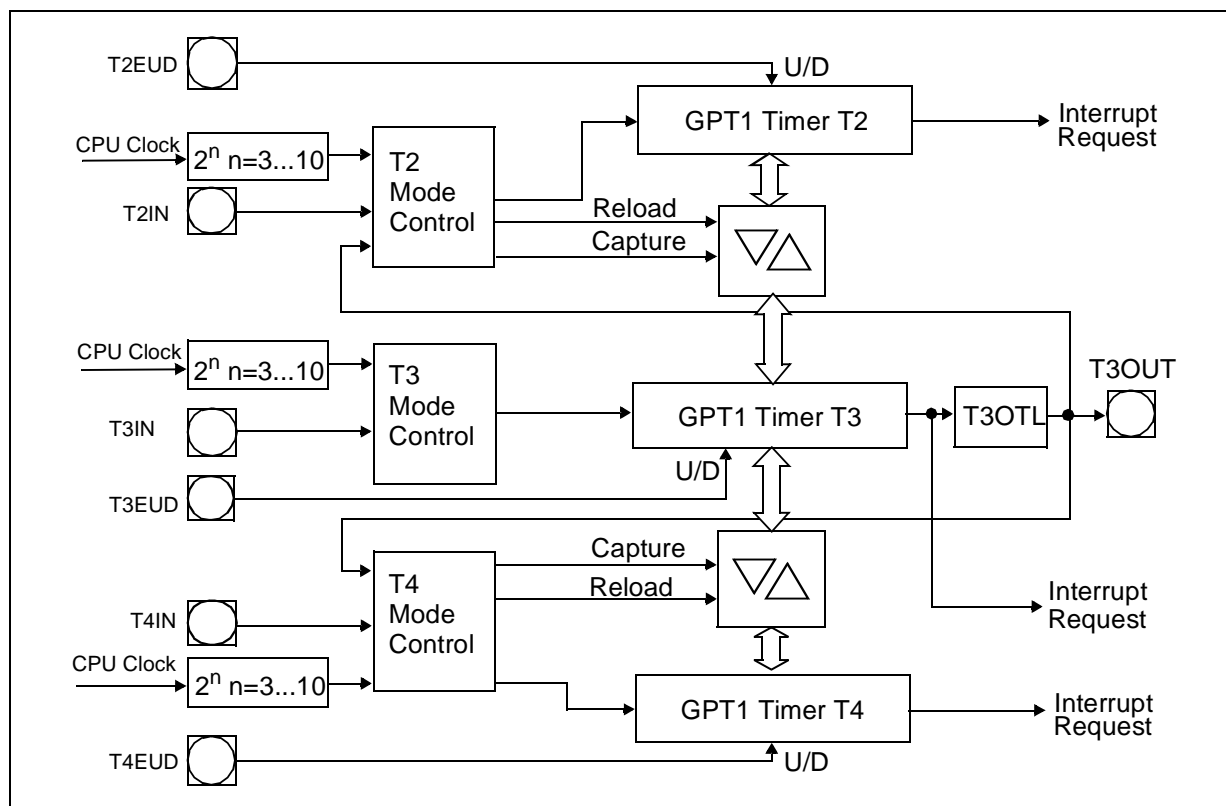 T2EUD
U/D
GPT1 Timer T2
Interrupt
Request
CPU Clock
2ⁿ n=3...10
T2
Mode
Control
T2IN
Reload
Capture
CPU Clock
2ⁿ n=3...10
T3
Mode
Control
T3IN
GPT1 Timer T3
T3OTL
T3OUT
U/D
T3EUD
Capture
Reload
T4
Mode
Control
T4IN
Interrupt
Request
CPU Clock
2ⁿ n=3...10
GPT1 Timer T4
Interrupt
Request
T4EUD
U/D